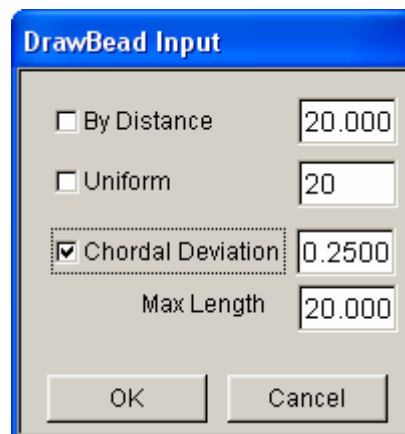 DrawBead Input
By Distance 20.000
Uniform 20
Chordal Deviation 0.2500
Max Length 20.000
OK Cancel